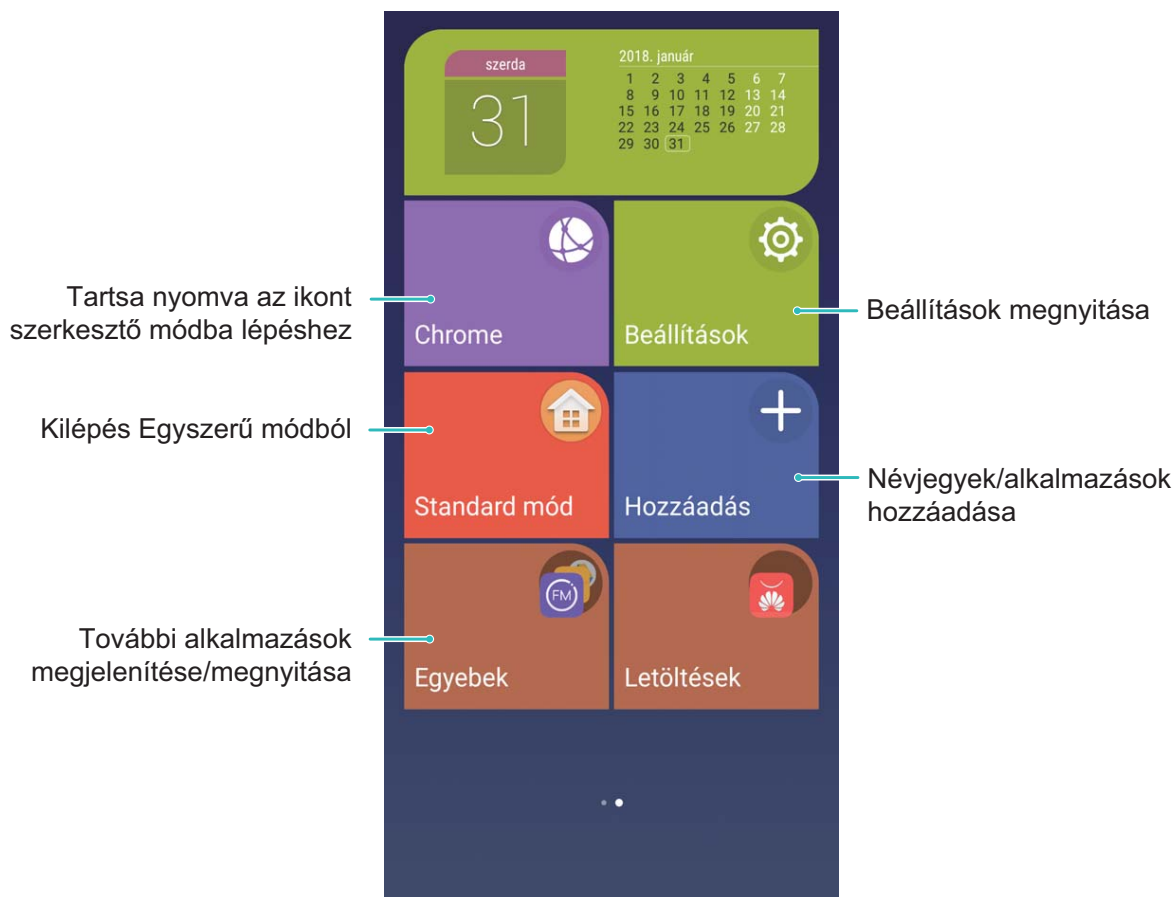 szerda
31
2018. január
1 2 3 4 5 6 7
8 9 10 11 12 13 14
15 16 17 18 19 20 21
22 23 24 25 26 27 28
29 30 31
Tartsa nyomva az ikont
szerkesztő módba lépéshez
Chrome
Beállítások
Beállítások megnyitása
Kilépés Egyszerű módból
Standard mód
Hozzáadás
Névjegyek/alkalmazások
hozzáadása
További alkalmazások
megjelenítése/megnyitása
FM
Egyebek
Letöltések